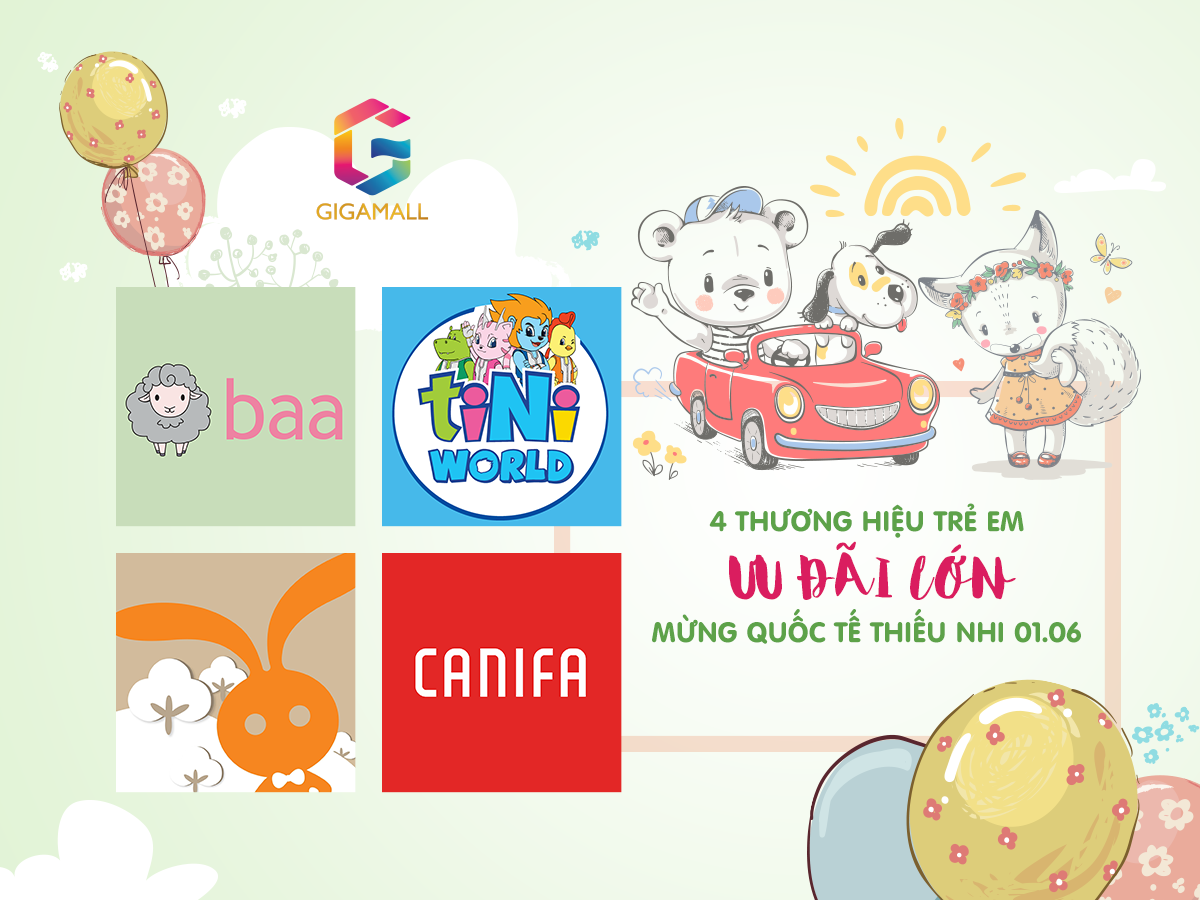 GIGAMALL
baa
tiNi
WORLD
CANIFA
4 THƯƠNG HIỆU TRẺ EM
ƯU ĐÃI LỚN
MỪNG QUỐC TẾ THIẾU NHI 01.06